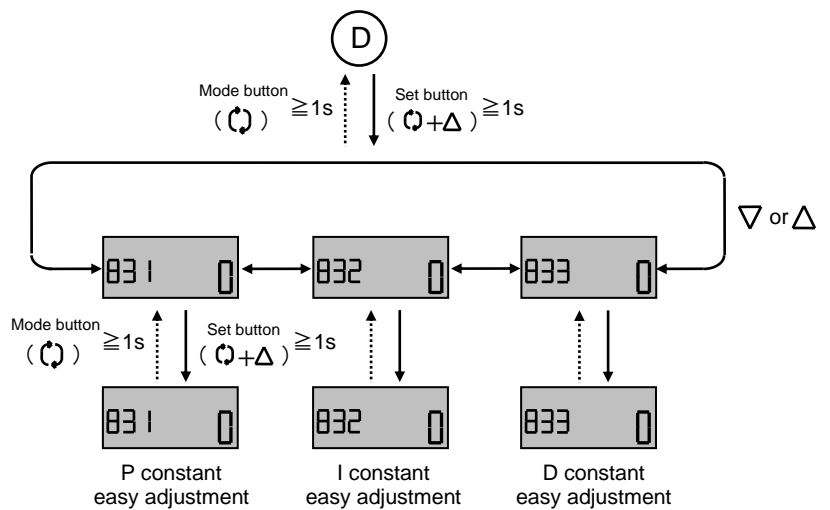 D
Mode button
( ) ≧1s
Set button
( +△) ≧1s
▽ or △
831 0
832 0
833 0
Mode button
( ) ≧1s
Set button
( +△) ≧1s
831 0
832 0
833 0
P constant
easy adjustment
I constant
easy adjustment
D constant
easy adjustment